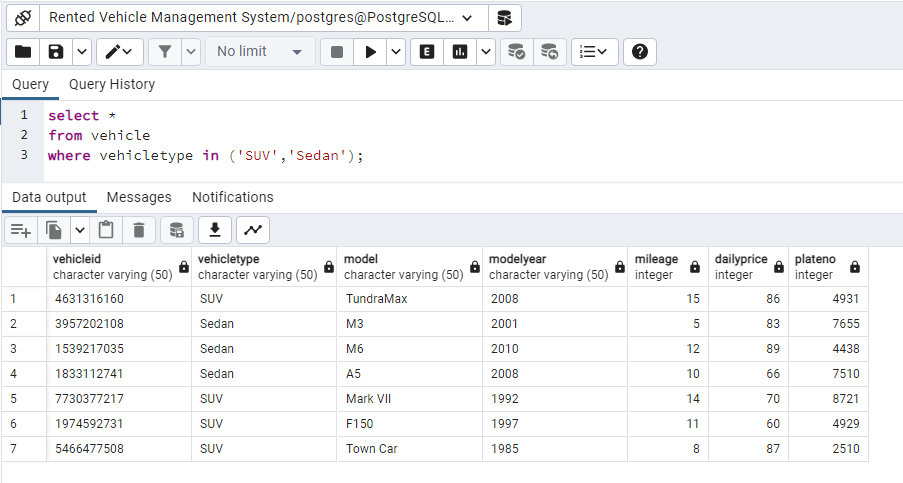 Rented Vehicle Management System/postgres@PostgreSQL...
No limit
E
Query Query History
1 select *
2 from vehicle
3 where vehicletype in ('SUV','Sedan');
Data output Messages Notifications
vehicleid vehicletype model modelyear mileage dailyprice plateno
character varying (50) character varying (50) character varying (50) character varying (50) integer integer integer
1 4631316160 SUV TundraMax 2008 15 86 4931
2 3957202108 Sedan M3 2001 5 83 7655
3 1539217035 Sedan M6 2010 12 89 4438
4 1833112741 Sedan A5 2008 10 66 7510
5 7730377217 SUV Mark VII 1992 14 70 8721
6 1974592731 SUV F150 1997 11 60 4929
7 5466477508 SUV Town Car 1985 8 87 2510